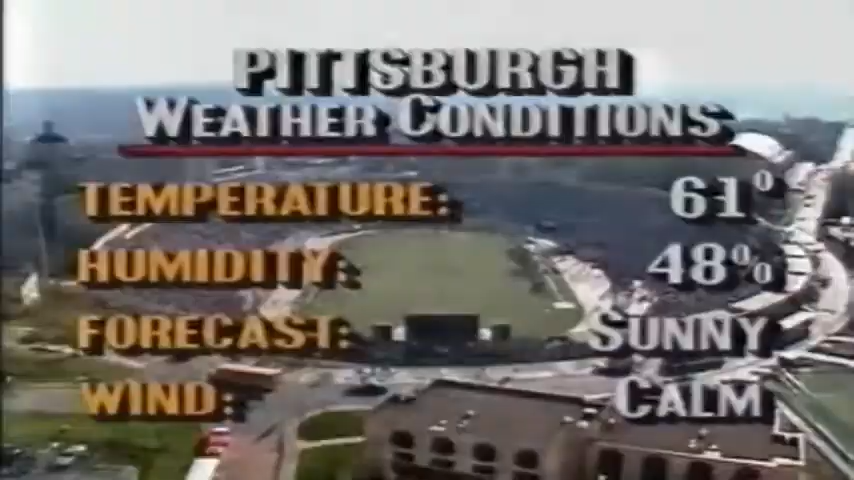 PITTSBURGH
WEATHER CONDITIONS
TEMPERATURE: 61°
HUMIDITY: 48%
FORECAST: SUNNY
WIND: CALM